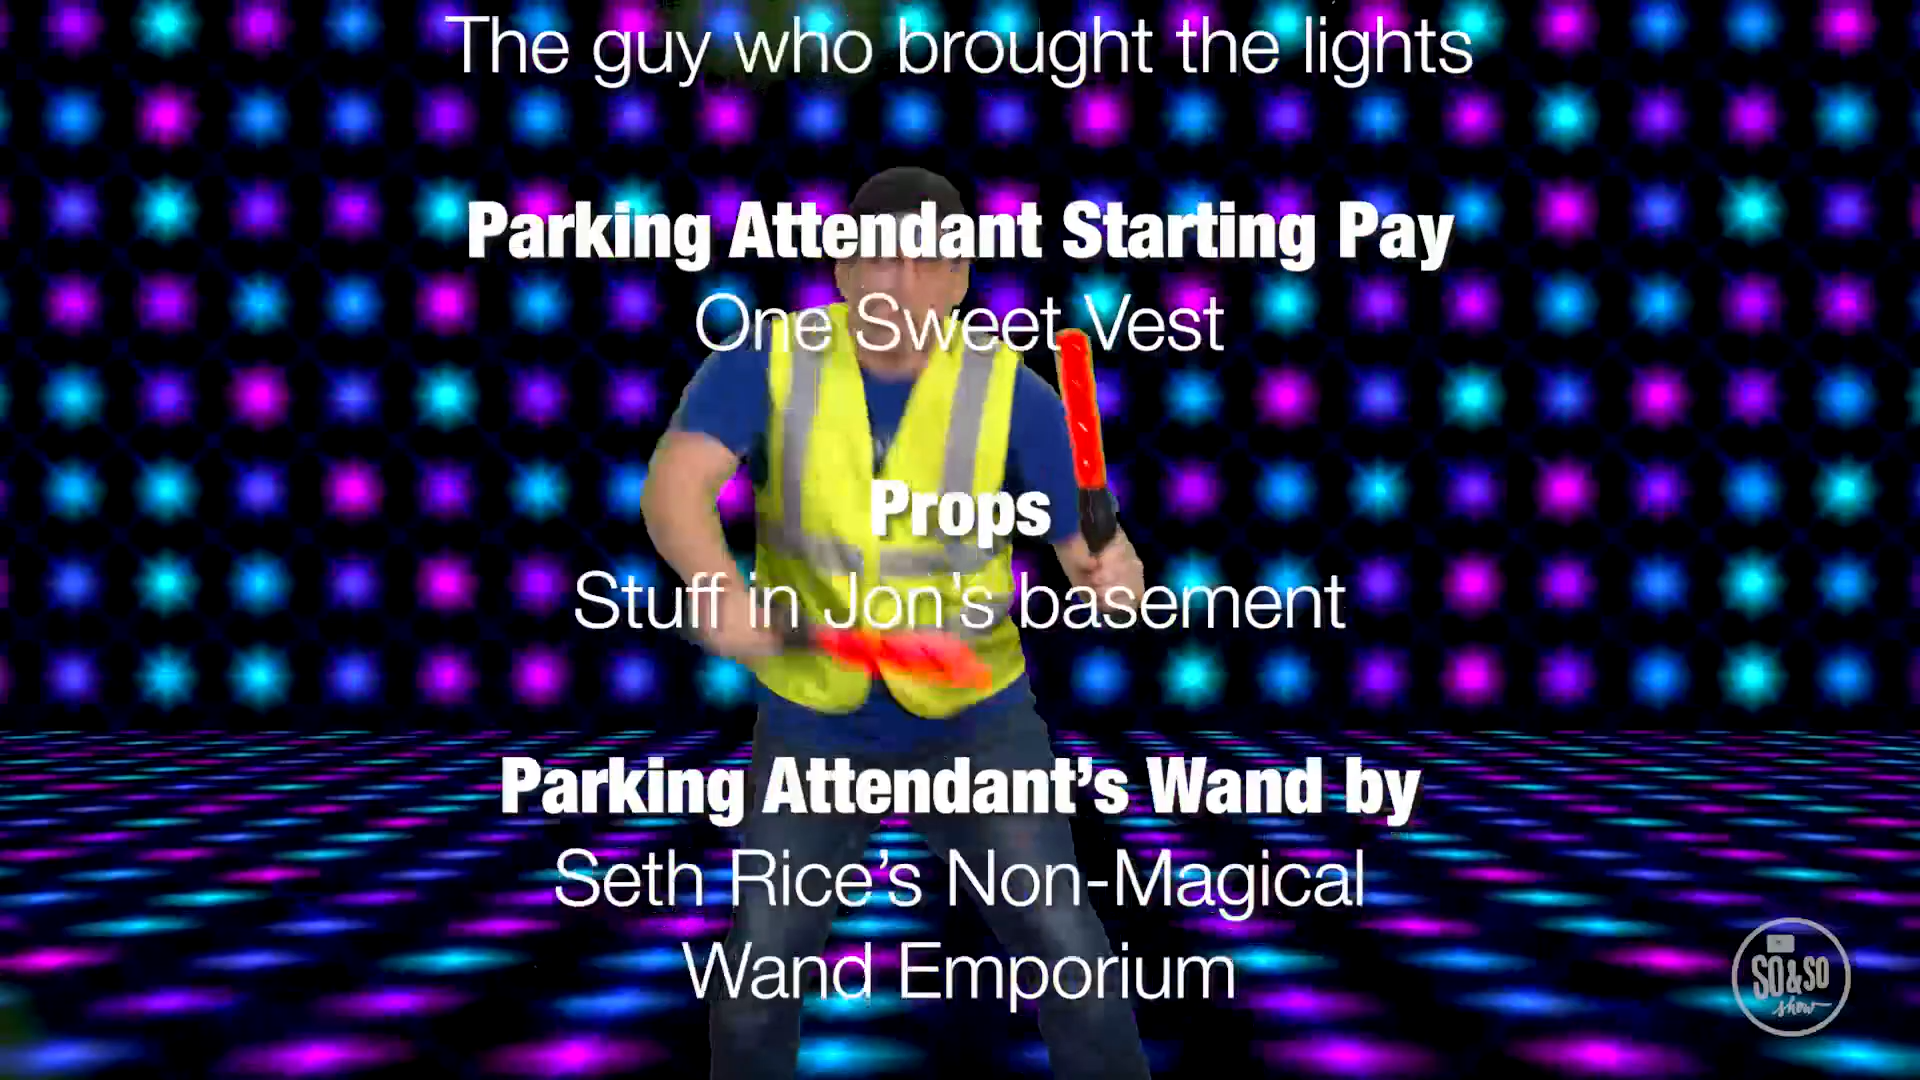 The guy who brought the lights
Parking Attendant Starting Pay
One Sweet Vest
Props
Stuff in Jon's basement
Parking Attendant's Wand by
Seth Rice's Non-Magical
Wand Emporium
SO & SO
show